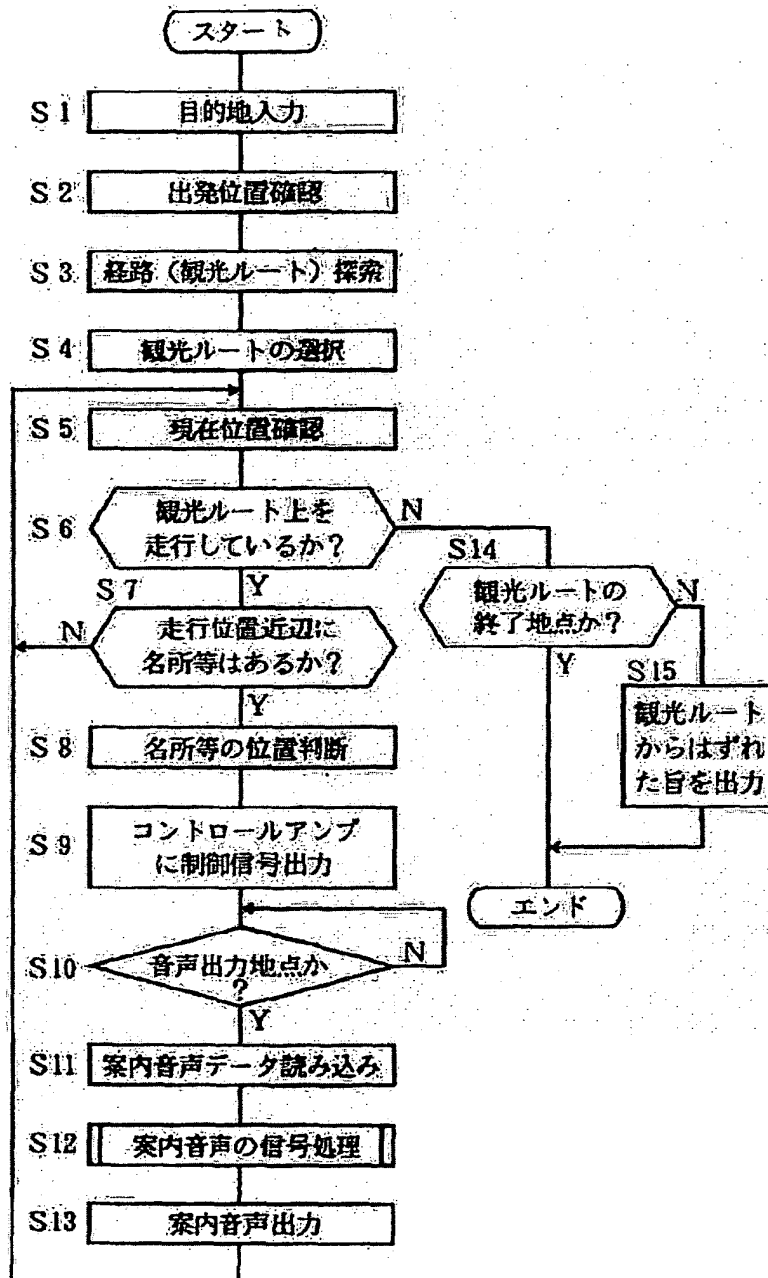 スタート
S1 目的地入力
S2 出発位置確認
S3 経路（観光ルート）探索
S4 観光ルートの選択
S5 現在位置確認
S6 観光ルート上を
走行しているか？
N
Y
S7 走行位置近辺に
名所等はあるか？
N
Y
S8 名所等の位置判断
S9 コントロールアンプ
に制御信号出力
S10 音声出力地点か
？
N
Y
S11 案内音声データ読み込み
S12 案内音声の信号処理
S13 案内音声出力
S14 観光ルートの
終了地点か？
N
Y
S15
観光ルート
からはずれ
た旨を出力
エンド